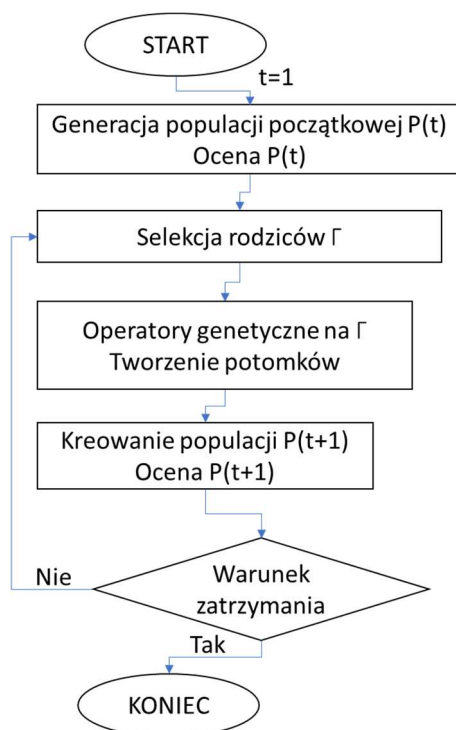 START
t=1
Generacja populacji początkowej P(t)
Ocena P(t)
Selekcja rodziców Γ
Operatory genetyczne na Γ
Tworzenie potomków
Kreowanie populacji P(t+1)
Ocena P(t+1)
Warunek
zatrzymania
Nie
Tak
KONIEC